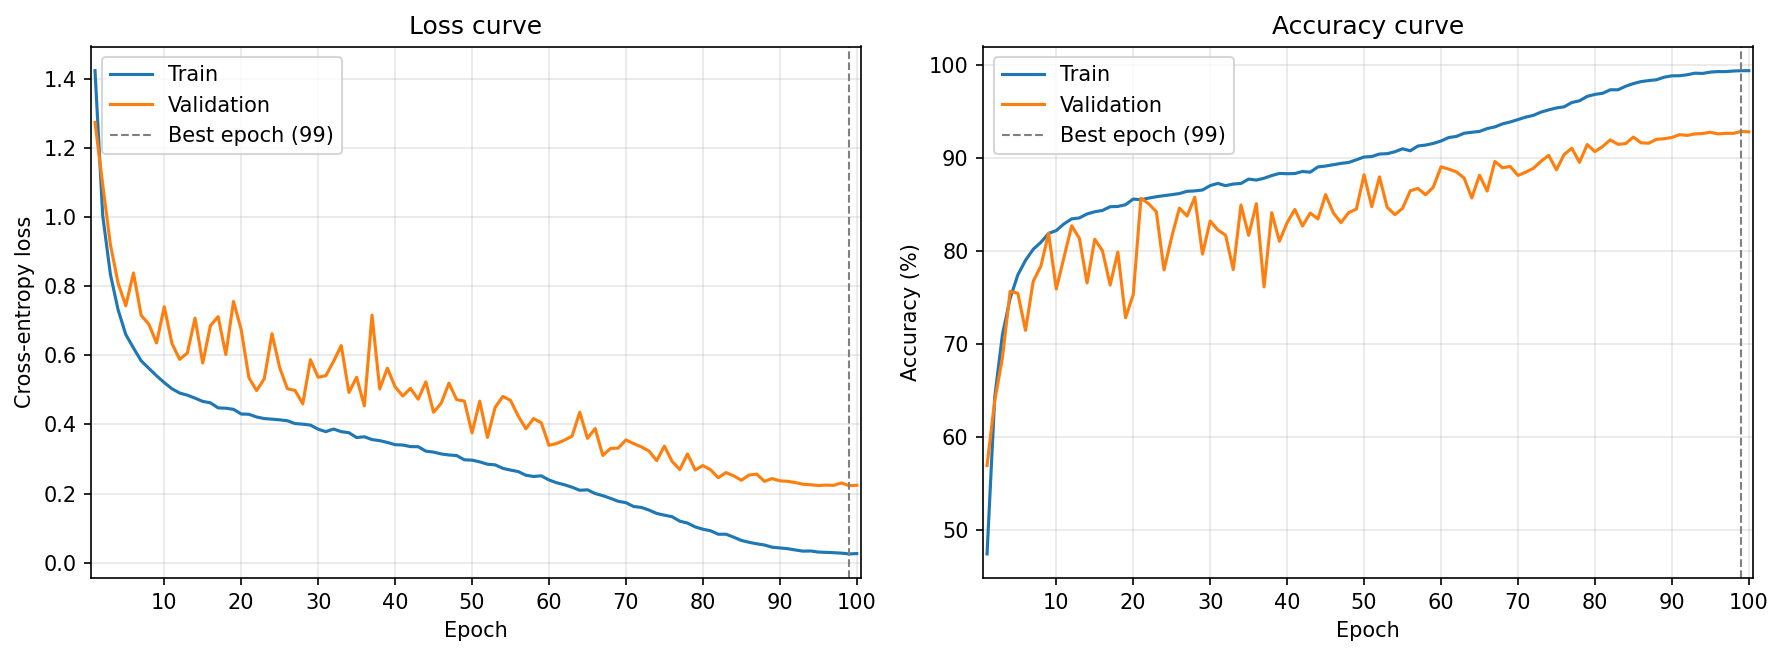 Loss curve
Train
Validation
Best epoch (99)
Cross-entropy loss
1.4
1.2
1.0
0.8
0.6
0.4
0.2
0.0
10 20 30 40 50 60 70 80 90 100
Epoch
Accuracy curve
Train
Validation
Best epoch (99)
Accuracy (%)
100
90
80
70
60
50
10 20 30 40 50 60 70 80 90 100
Epoch